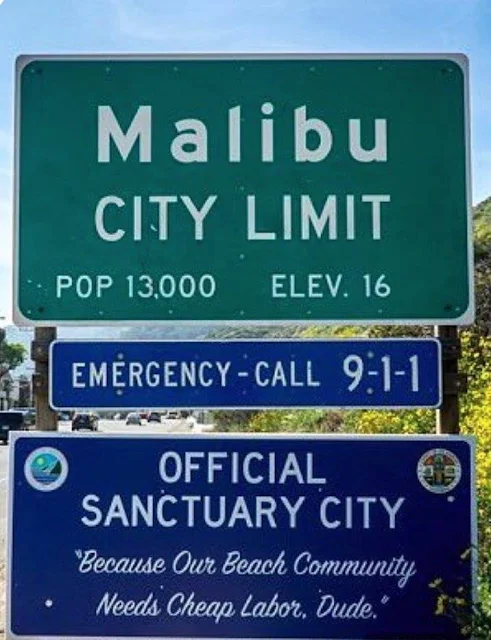 Malibu
CITY LIMIT
POP 13,000 ELEV. 16
EMERGENCY-CALL 9-1-1
OFFICIAL
SANCTUARY CITY
"Because Our Beach Community
Needs Cheap Labor, Dude."